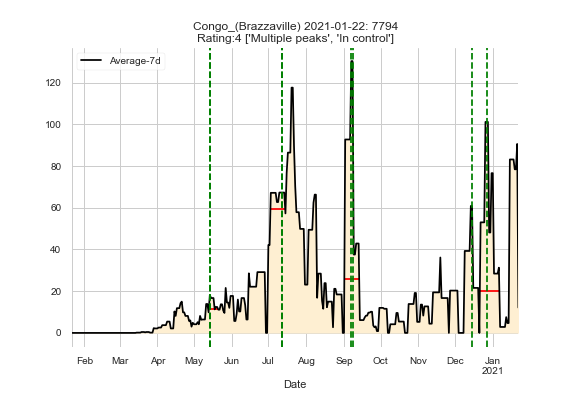 Congo_(Brazzaville) 2021-01-22: 7794
Rating:4 ['Multiple peaks', 'In control']
Average-7d
120
100
80
60
40
20
0
Feb Mar Apr May Jun Jul Aug Sep Oct Nov Dec Jan
2021
Date